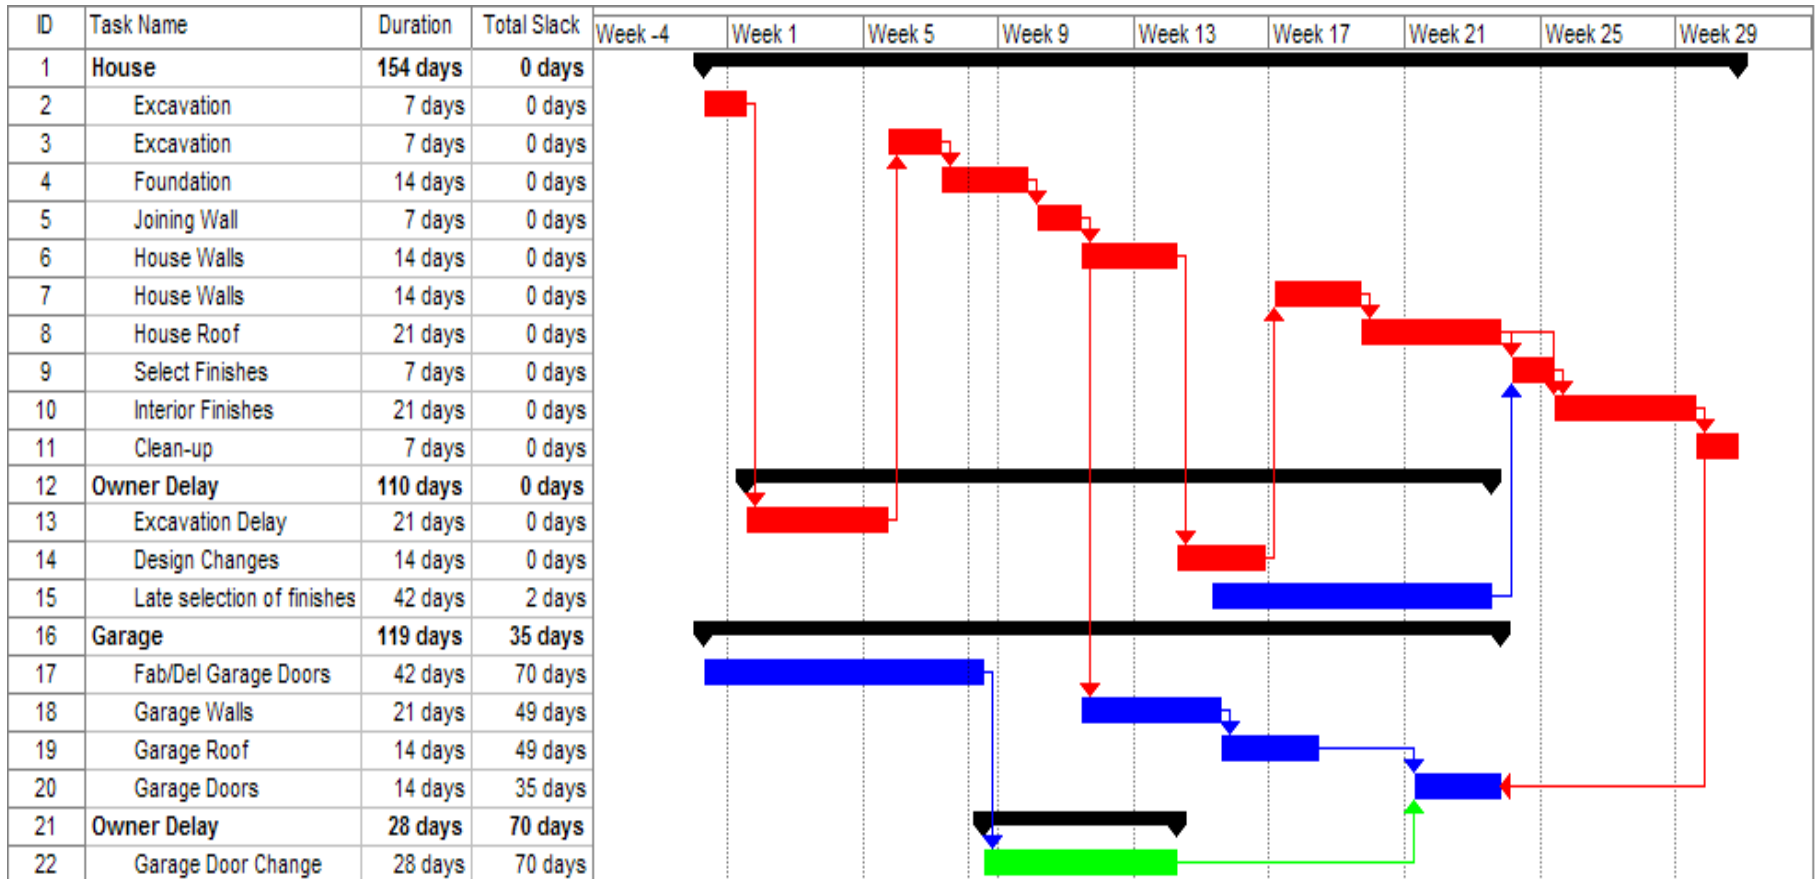 ID Task Name Duration Total Slack Week -4 Week 1 Week 5 Week 9 Week 13 Week 17 Week 21 Week 25 Week 29
1 House 154 days 0 days
2 Excavation 7 days 0 days
3 Excavation 7 days 0 days
4 Foundation 14 days 0 days
5 Joining Wall 7 days 0 days
6 House Walls 14 days 0 days
7 House Walls 14 days 0 days
8 House Roof 21 days 0 days
9 Select Finishes 7 days 0 days
10 Interior Finishes 21 days 0 days
11 Clean-up 7 days 0 days
12 Owner Delay 110 days 0 days
13 Excavation Delay 21 days 0 days
14 Design Changes 14 days 0 days
15 Late selection of finishes 42 days 2 days
16 Garage 119 days 35 days
17 Fab/Del Garage Doors 42 days 70 days
18 Garage Walls 21 days 49 days
19 Garage Roof 14 days 49 days
20 Garage Doors 14 days 35 days
21 Owner Delay 28 days 70 days
22 Garage Door Change 28 days 70 days